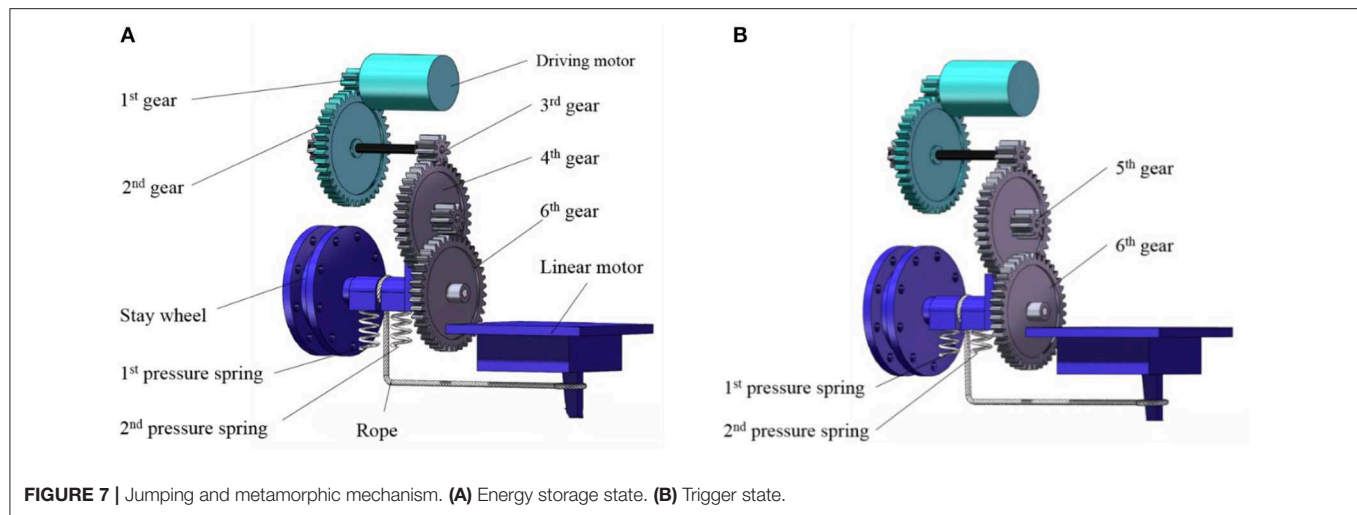 A
1st gear
2nd gear
Stay wheel
1st pressure spring
2nd pressure spring
Rope
Driving motor
3rd gear
4th gear
6th gear
Linear motor
B
5th gear
6th gear
1st pressure spring
2nd pressure spring
FIGURE 7 | Jumping and metamorphic mechanism. (A) Energy storage state. (B) Trigger state.